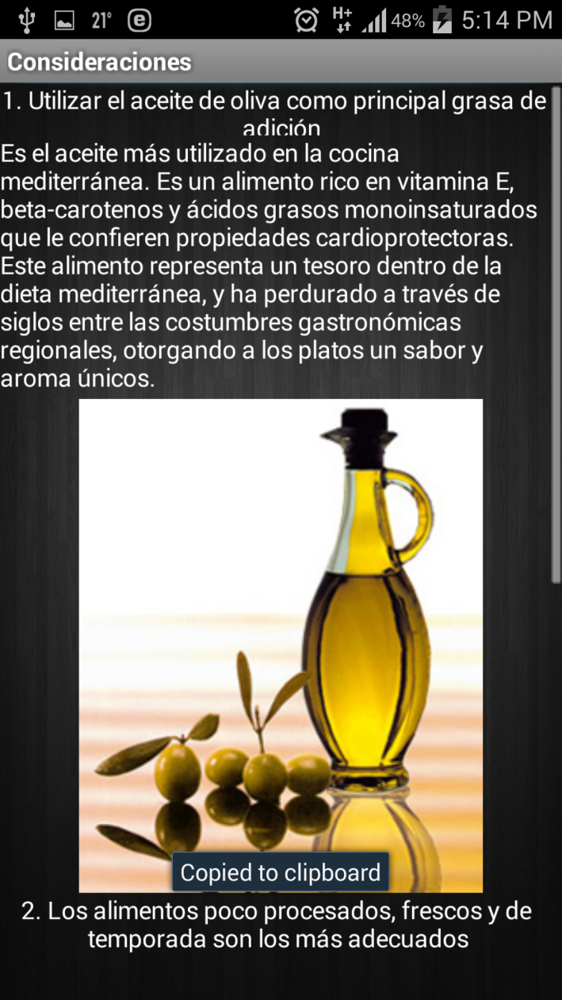 21°
e
H+
48%
5:14 PM
Consideraciones
1. Utilizar el aceite de oliva como principal grasa de
adición
Es el aceite más utilizado en la cocina
mediterránea. Es un alimento rico en vitamina E,
beta-carotenos y ácidos grasos monoinsaturados
que le confieren propiedades cardioprotectoras.
Este alimento representa un tesoro dentro de la
dieta mediterránea, y ha perdurado a través de
siglos entre las costumbres gastronómicas
regionales, otorgando a los platos un sabor y
aroma únicos.
Copied to clipboard
2. Los alimentos poco procesados, frescos y de
temporada son los más adecuados